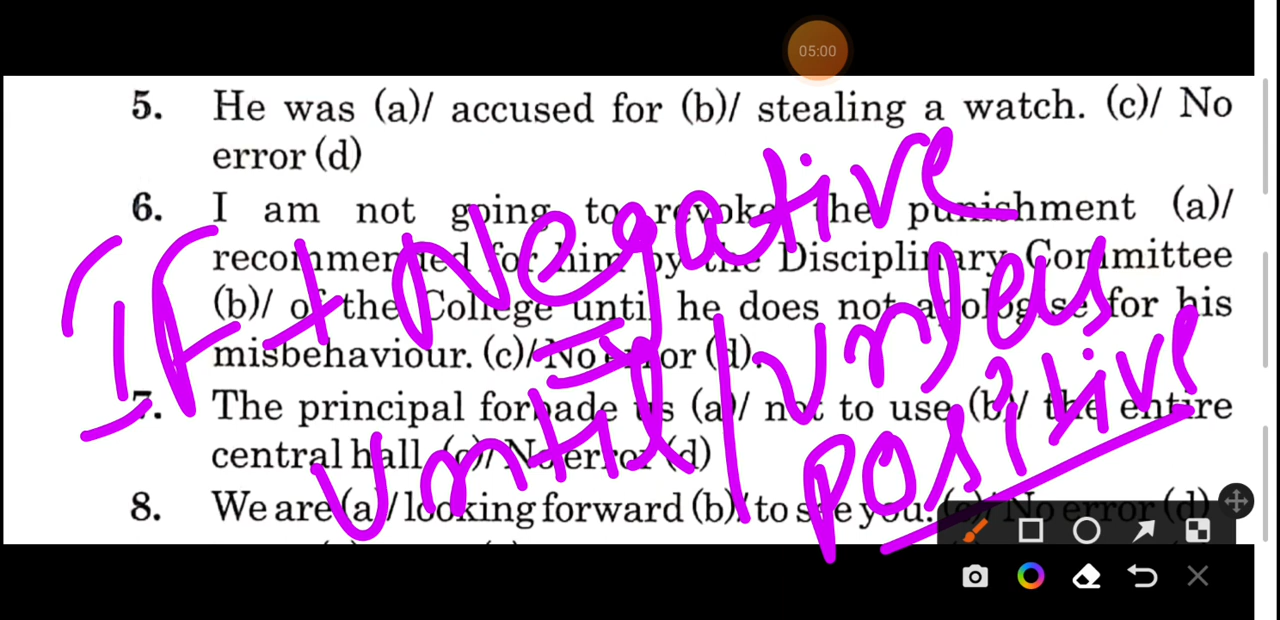 05:00
5. He was (a)/ accused for (b)/ stealing a watch. (c)/ No
error (d)
6. I am not going to revoke the punishment (a)/
recommended for him by the Disciplinary Committee
(b)/ of the College until he does not apologise for his
misbehaviour. (c)/ No error (d).
7. The principal forbade us (a)/ not to use (b)/ the entire
central hall. (c)/ No error (d)
8. We are (a)/ looking forward (b)/ to see you. (c)/ No error (d)
IF + Negative
until/unless
positive